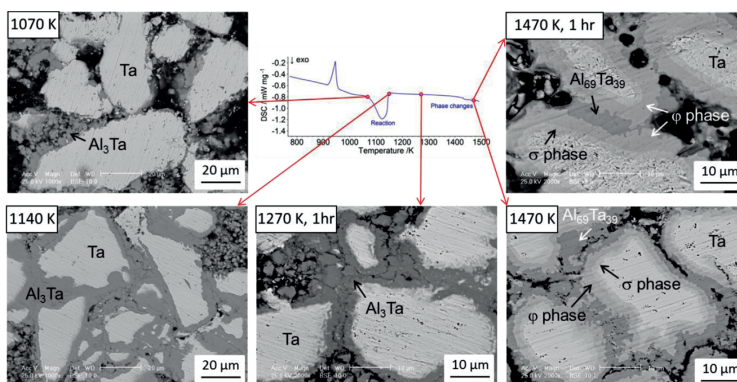 1070 K
Ta
Al₃Ta
20 μm
↓ exo
-0.2
-0.4
-0.6
-0.8
-1.0
-1.2
-1.4
DSC / mW mg⁻¹
Reaction
Phase changes
800 900 1000 1100 1200 1300 1400 1500
Temperature /K
1470 K, 1 hr
Ta
Al₆₉Ta₃₉
φ phase
σ phase
10 μm
1140 K
Ta
Al₃Ta
20 μm
1270 K, 1hr
Al₃Ta
Ta
10 μm
1470 K
Al₆₉Ta₃₉
Ta
σ phase
φ phase
10 μm